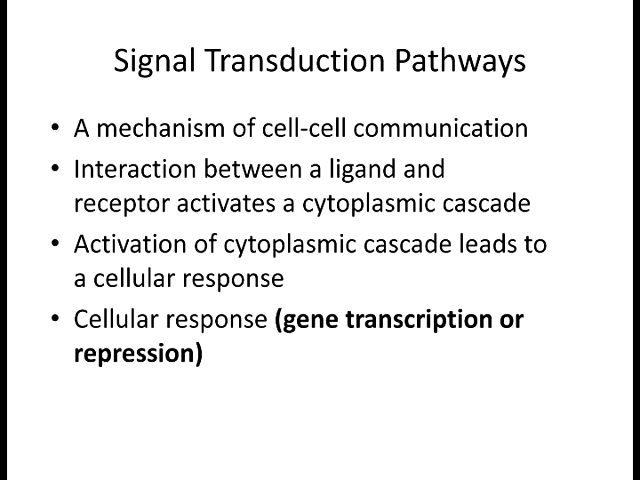 Signal Transduction Pathways
• A mechanism of cell-cell communication
• Interaction between a ligand and
receptor activates a cytoplasmic cascade
• Activation of cytoplasmic cascade leads to
a cellular response
• Cellular response (gene transcription or
repression)